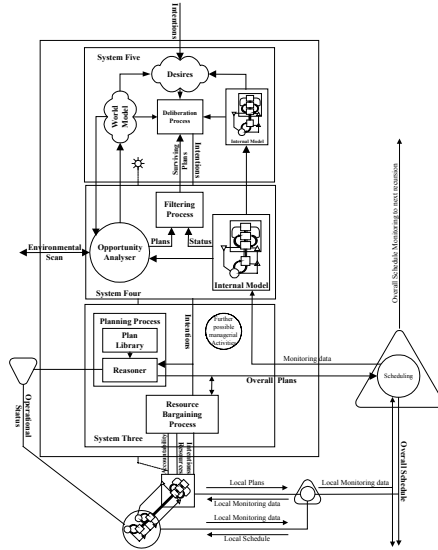 Intentions
System Five
Desires
World
Model
Deliberation
Process
Internal Model
Surviving
Plans
Intentions
Filtering
Process
Environmental
Scan
Opportunity
Analyser
Plans
Status
Internal Model
System Four
Overall Schedule Monitoring to next recursion
Planning Process
Plan
Library
Reasoner
Intentions
Further
possible
managerial
Activities
Monitoring data
Scheduling
Overall Plans
Operational
Status
Resource
Bargaining
Process
System Three
Accountancy
Resources
Intentions
Overall Schedule
Local Plans
Local Monitoring data
Local Monitoring data
Local Monitoring data
Local Schedule